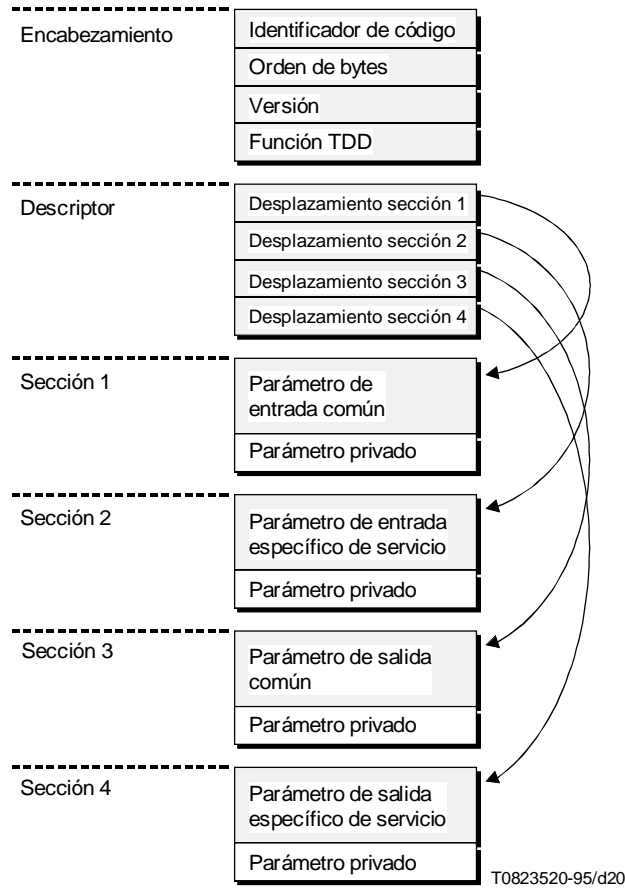 Encabezamiento
Identificador de código
Orden de bytes
Versión
Función TDD
Descriptor
Desplazamiento sección 1
Desplazamiento sección 2
Desplazamiento sección 3
Desplazamiento sección 4
Sección 1
Parámetro de
entrada común
Parámetro privado
Sección 2
Parámetro de entrada
específico de servicio
Parámetro privado
Sección 3
Parámetro de salida
común
Parámetro privado
Sección 4
Parámetro de salida
específico de servicio
Parámetro privado
T0823520-95/d20